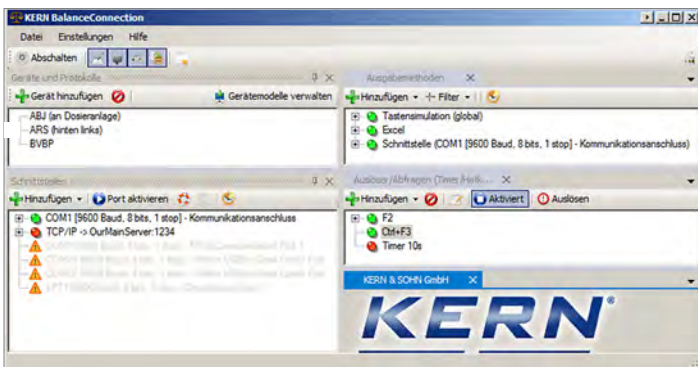 KERN BalanceConnection
Datei Einstellungen Hilfe
Abschalten
Geräte und Protokolle
Gerät hinzufügen Gerätemodelle verwalten
ABJ (an Dosieranlage)
ARS (hinten links)
BVBP
Ausgabemethoden
Hinzufügen Filter
Tastensimulation (global)
Excel
Schnittstelle (COM1 [9600 Baud, 8 bits, 1 stop] - Kommunikationsanschluss)
Schnittstellen
Hinzufügen Port aktivieren
COM1 [9600 Baud, 8 bits, 1 stop] - Kommunikationsanschluss
TCP/IP -> OurMainServer:1234
Auslöser/Abfragen (Timer/Hotk...
Hinzufügen Aktiviert Auslösen
F2
Ctrl+F3
Timer 10s
KERN & SOHN GmbH
KERN®